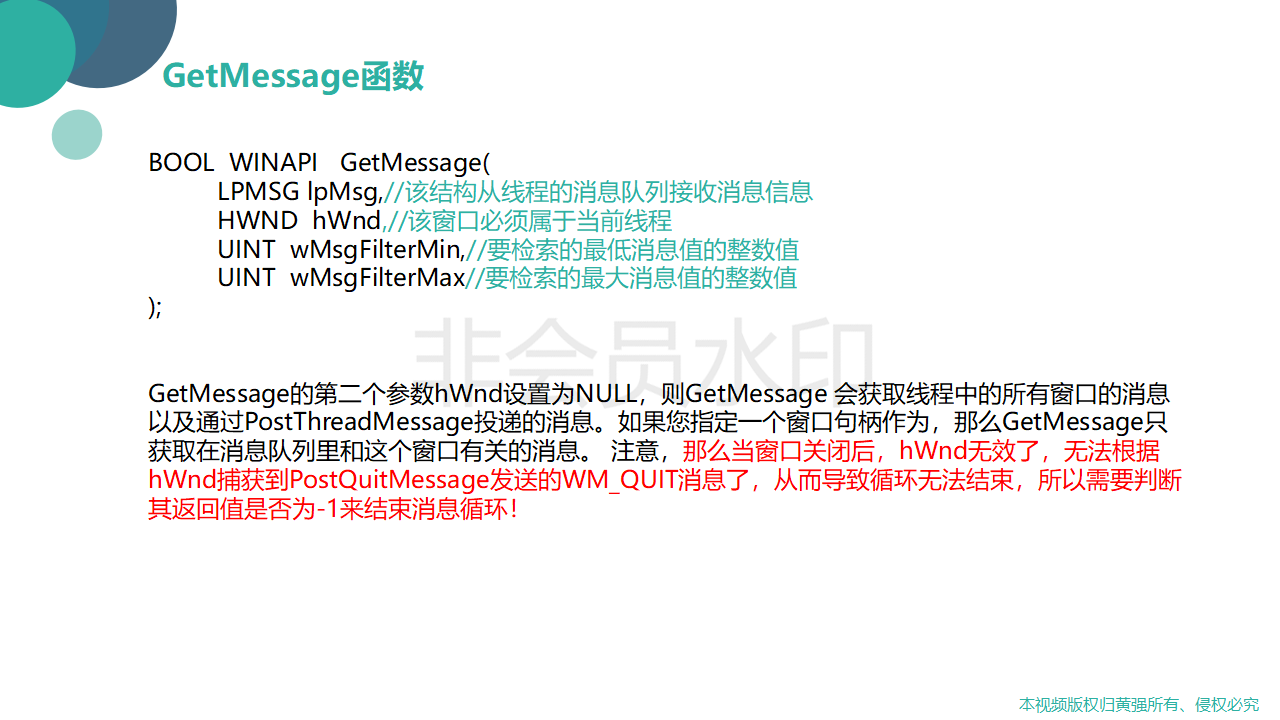 GetMessage函数
BOOL WINAPI GetMessage(
LPMSG lpMsg,//该结构从线程的消息队列接收消息信息
HWND hWnd,//该窗口必须属于当前线程
UINT wMsgFilterMin,//要检索的最低消息值的整数值
UINT wMsgFilterMax//要检索的最大消息值的整数值
);
非会员水印
GetMessage的第二个参数hWnd设置为NULL，则GetMessage 会获取线程中的所有窗口的消息
以及通过PostThreadMessage投递的消息。如果您指定一个窗口句柄作为，那么GetMessage只
获取在消息队列里和这个窗口有关的消息。 注意，那么当窗口关闭后，hWnd无效了，无法根据
hWnd捕获到PostQuitMessage发送的WM_QUIT消息了，从而导致循环无法结束，所以需要判断
其返回值是否为-1来结束消息循环！
本视频版权归黄强所有、侵权必究